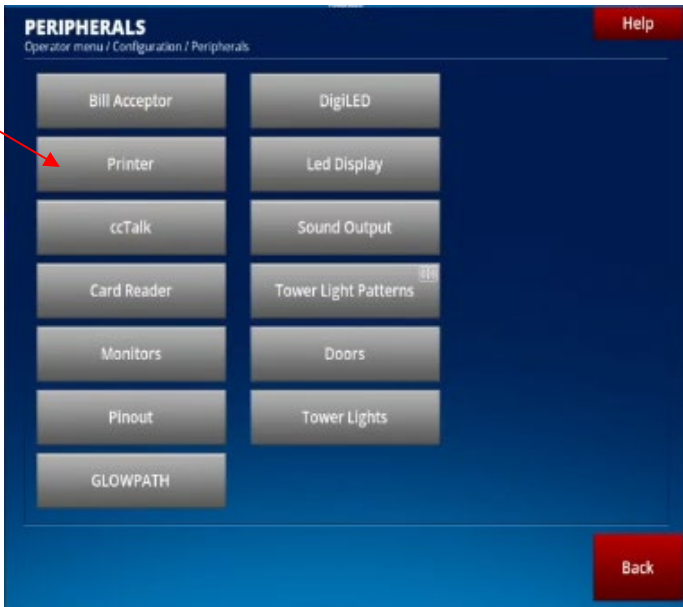 PERIPHERALS
Help
Operator menu / Configuration / Peripherals
Bill Acceptor
DigiLED
Printer
Led Display
ccTalk
Sound Output
Card Reader
Tower Light Patterns
Monitors
Doors
Pinout
Tower Lights
GLOWPATH
Back